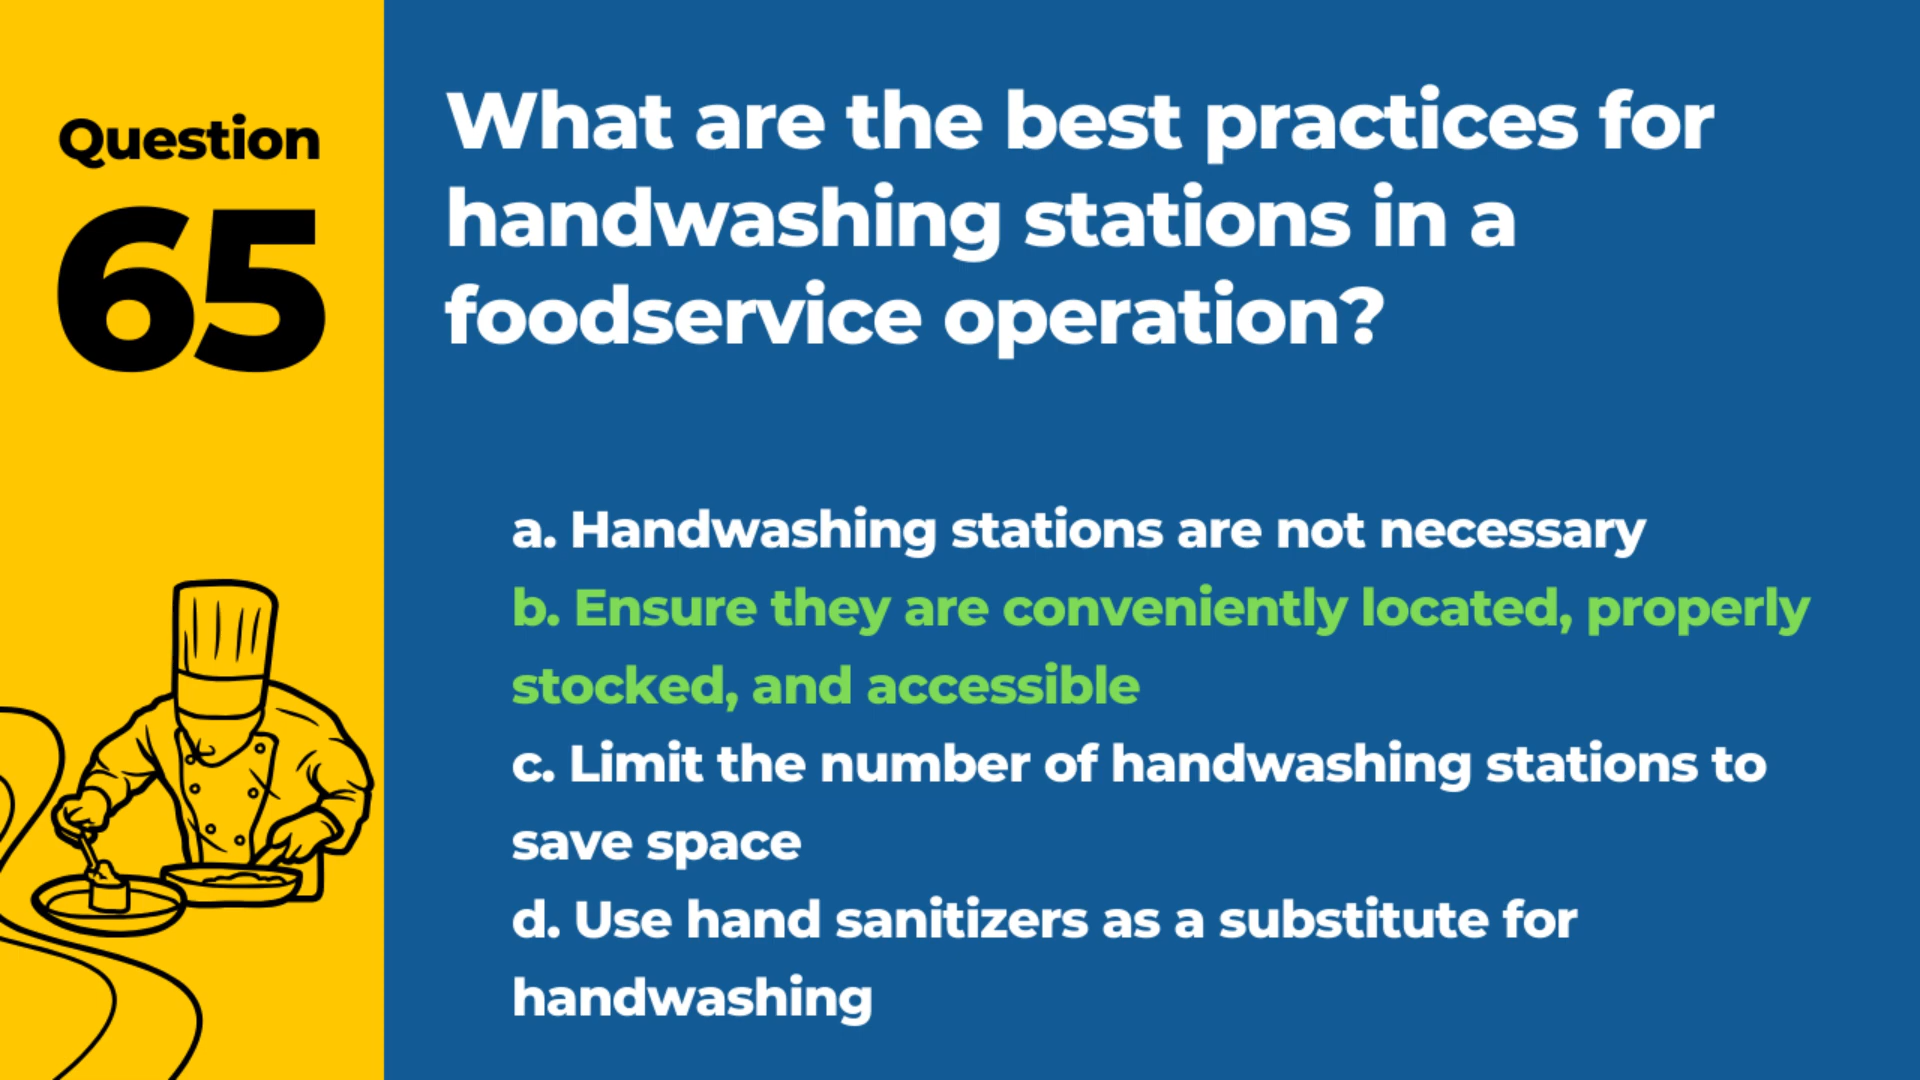 Question
65
What are the best practices for
handwashing stations in a
foodservice operation?
a. Handwashing stations are not necessary
b. Ensure they are conveniently located, properly
stocked, and accessible
c. Limit the number of handwashing stations to
save space
d. Use hand sanitizers as a substitute for
handwashing